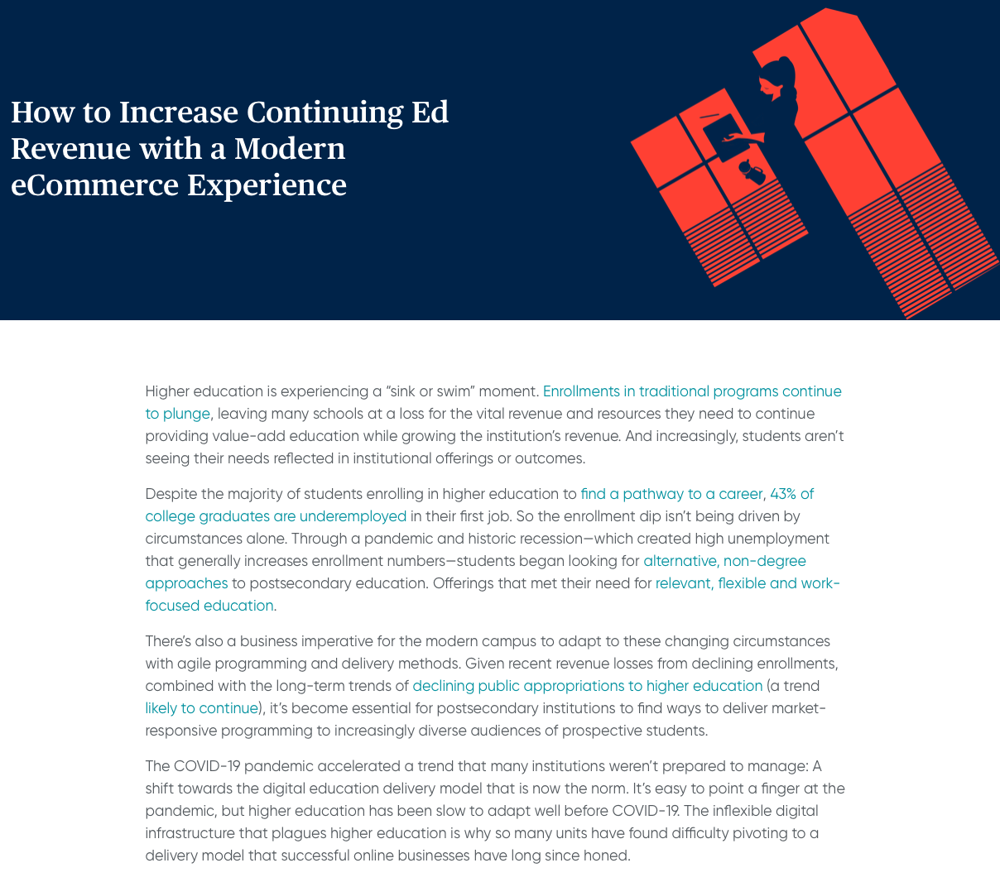 How to Increase Continuing Ed
Revenue with a Modern
eCommerce Experience
Higher education is experiencing a “sink or swim” moment. Enrollments in traditional programs continue
to plunge, leaving many schools at a loss for the vital revenue and resources they need to continue
providing value-add education while growing the institution’s revenue. And increasingly, students aren’t
seeing their needs reflected in institutional offerings or outcomes.
Despite the majority of students enrolling in higher education to find a pathway to a career, 43% of
college graduates are underemployed in their first job. So the enrollment dip isn’t being driven by
circumstances alone. Through a pandemic and historic recession—which created high unemployment
that generally increases enrollment numbers—students began looking for alternative, non-degree
approaches to postsecondary education. Offerings that met their need for relevant, flexible and work-
focused education.
There’s also a business imperative for the modern campus to adapt to these changing circumstances
with agile programming and delivery methods. Given recent revenue losses from declining enrollments,
combined with the long-term trends of declining public appropriations to higher education (a trend
likely to continue), it’s become essential for postsecondary institutions to find ways to deliver market-
responsive programming to increasingly diverse audiences of prospective students.
The COVID-19 pandemic accelerated a trend that many institutions weren’t prepared to manage: A
shift towards the digital education delivery model that is now the norm. It’s easy to point a finger at the
pandemic, but higher education has been slow to adapt well before COVID-19. The inflexible digital
infrastructure that plagues higher education is why so many units have found difficulty pivoting to a
delivery model that successful online businesses have long since honed.